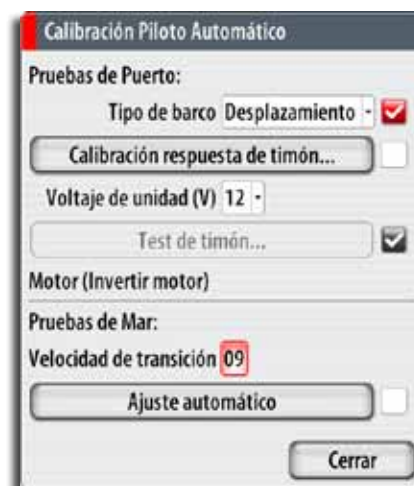 Calibración Piloto Automático
Pruebas de Puerto:
Tipo de barco Desplazamiento
Calibración respuesta de timón...
Voltaje de unidad (V) 12
Test de timón...
Motor (Invertir motor)
Pruebas de Mar:
Velocidad de transición 09
Ajuste automático
Cerrar